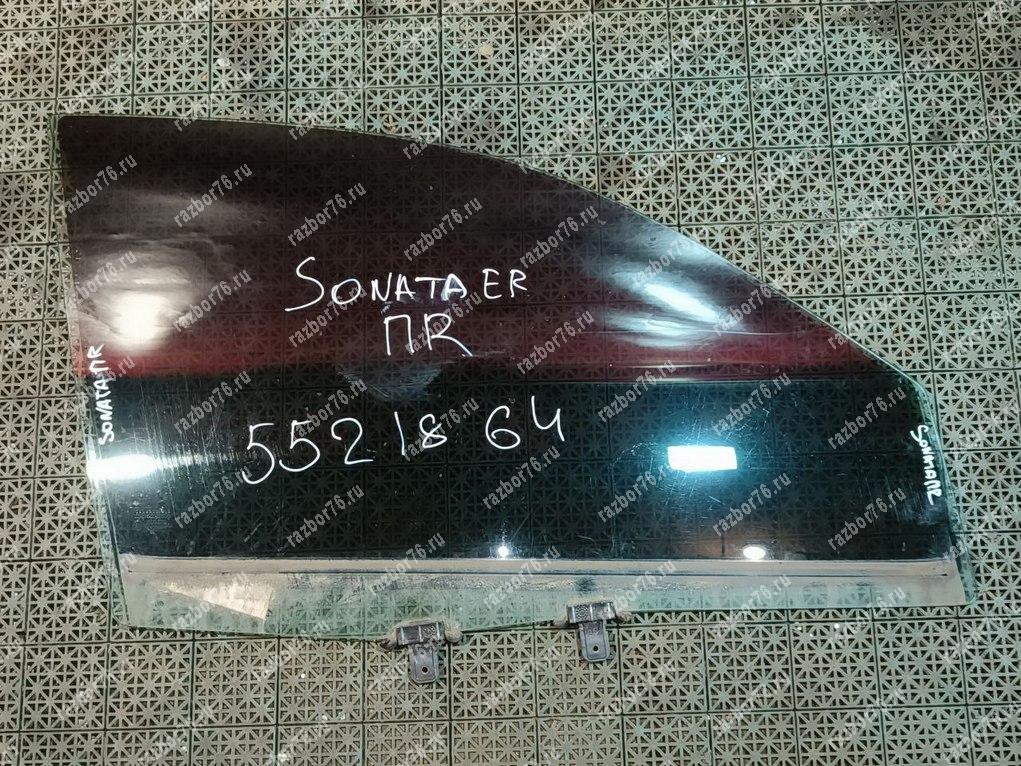 SONATA ER
ПR
552 18 64
SONATA ПR
SONATA ПR
razbor76.ru